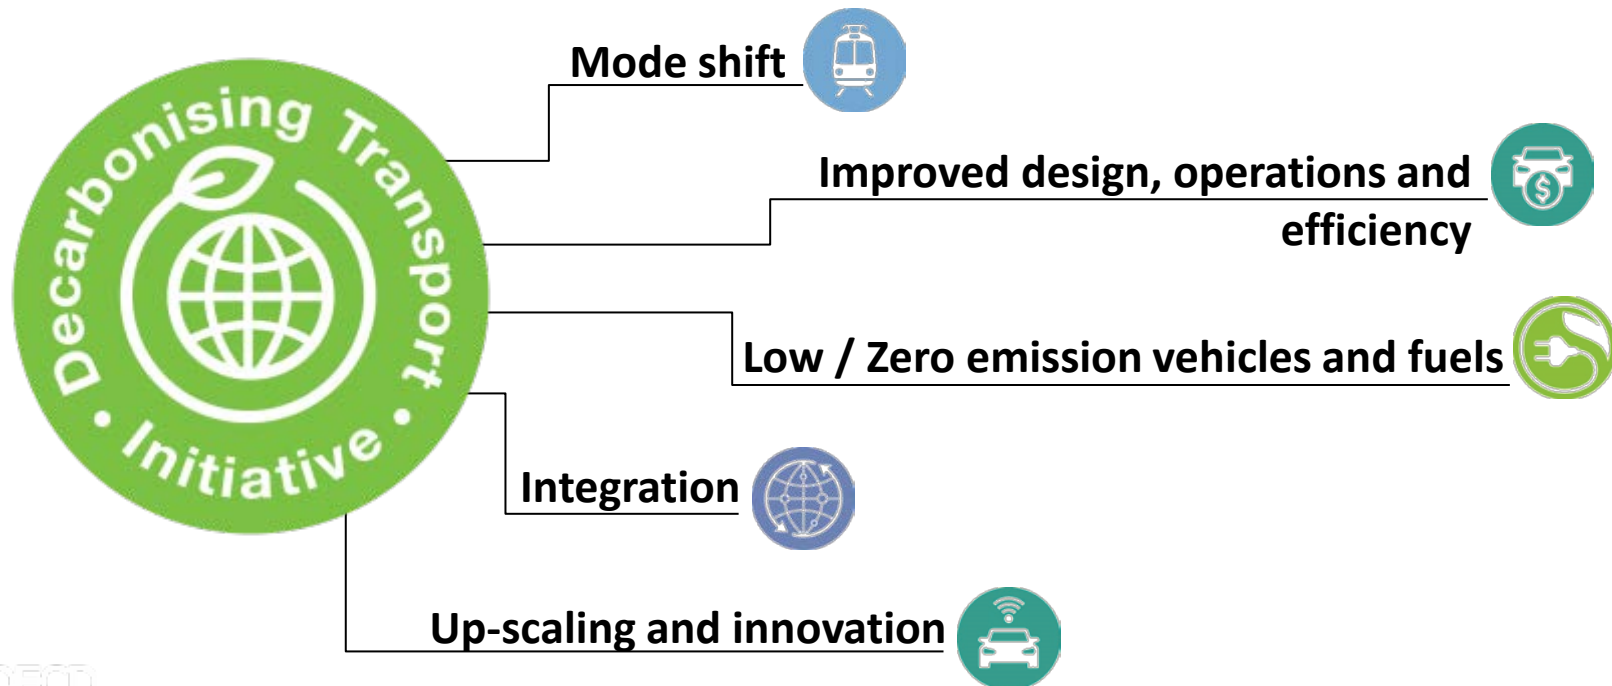 Decarbonising Transport
• Initiative •
Mode shift
Improved design, operations and
efficiency
Low / Zero emission vehicles and fuels
Integration
Up-scaling and innovation
$